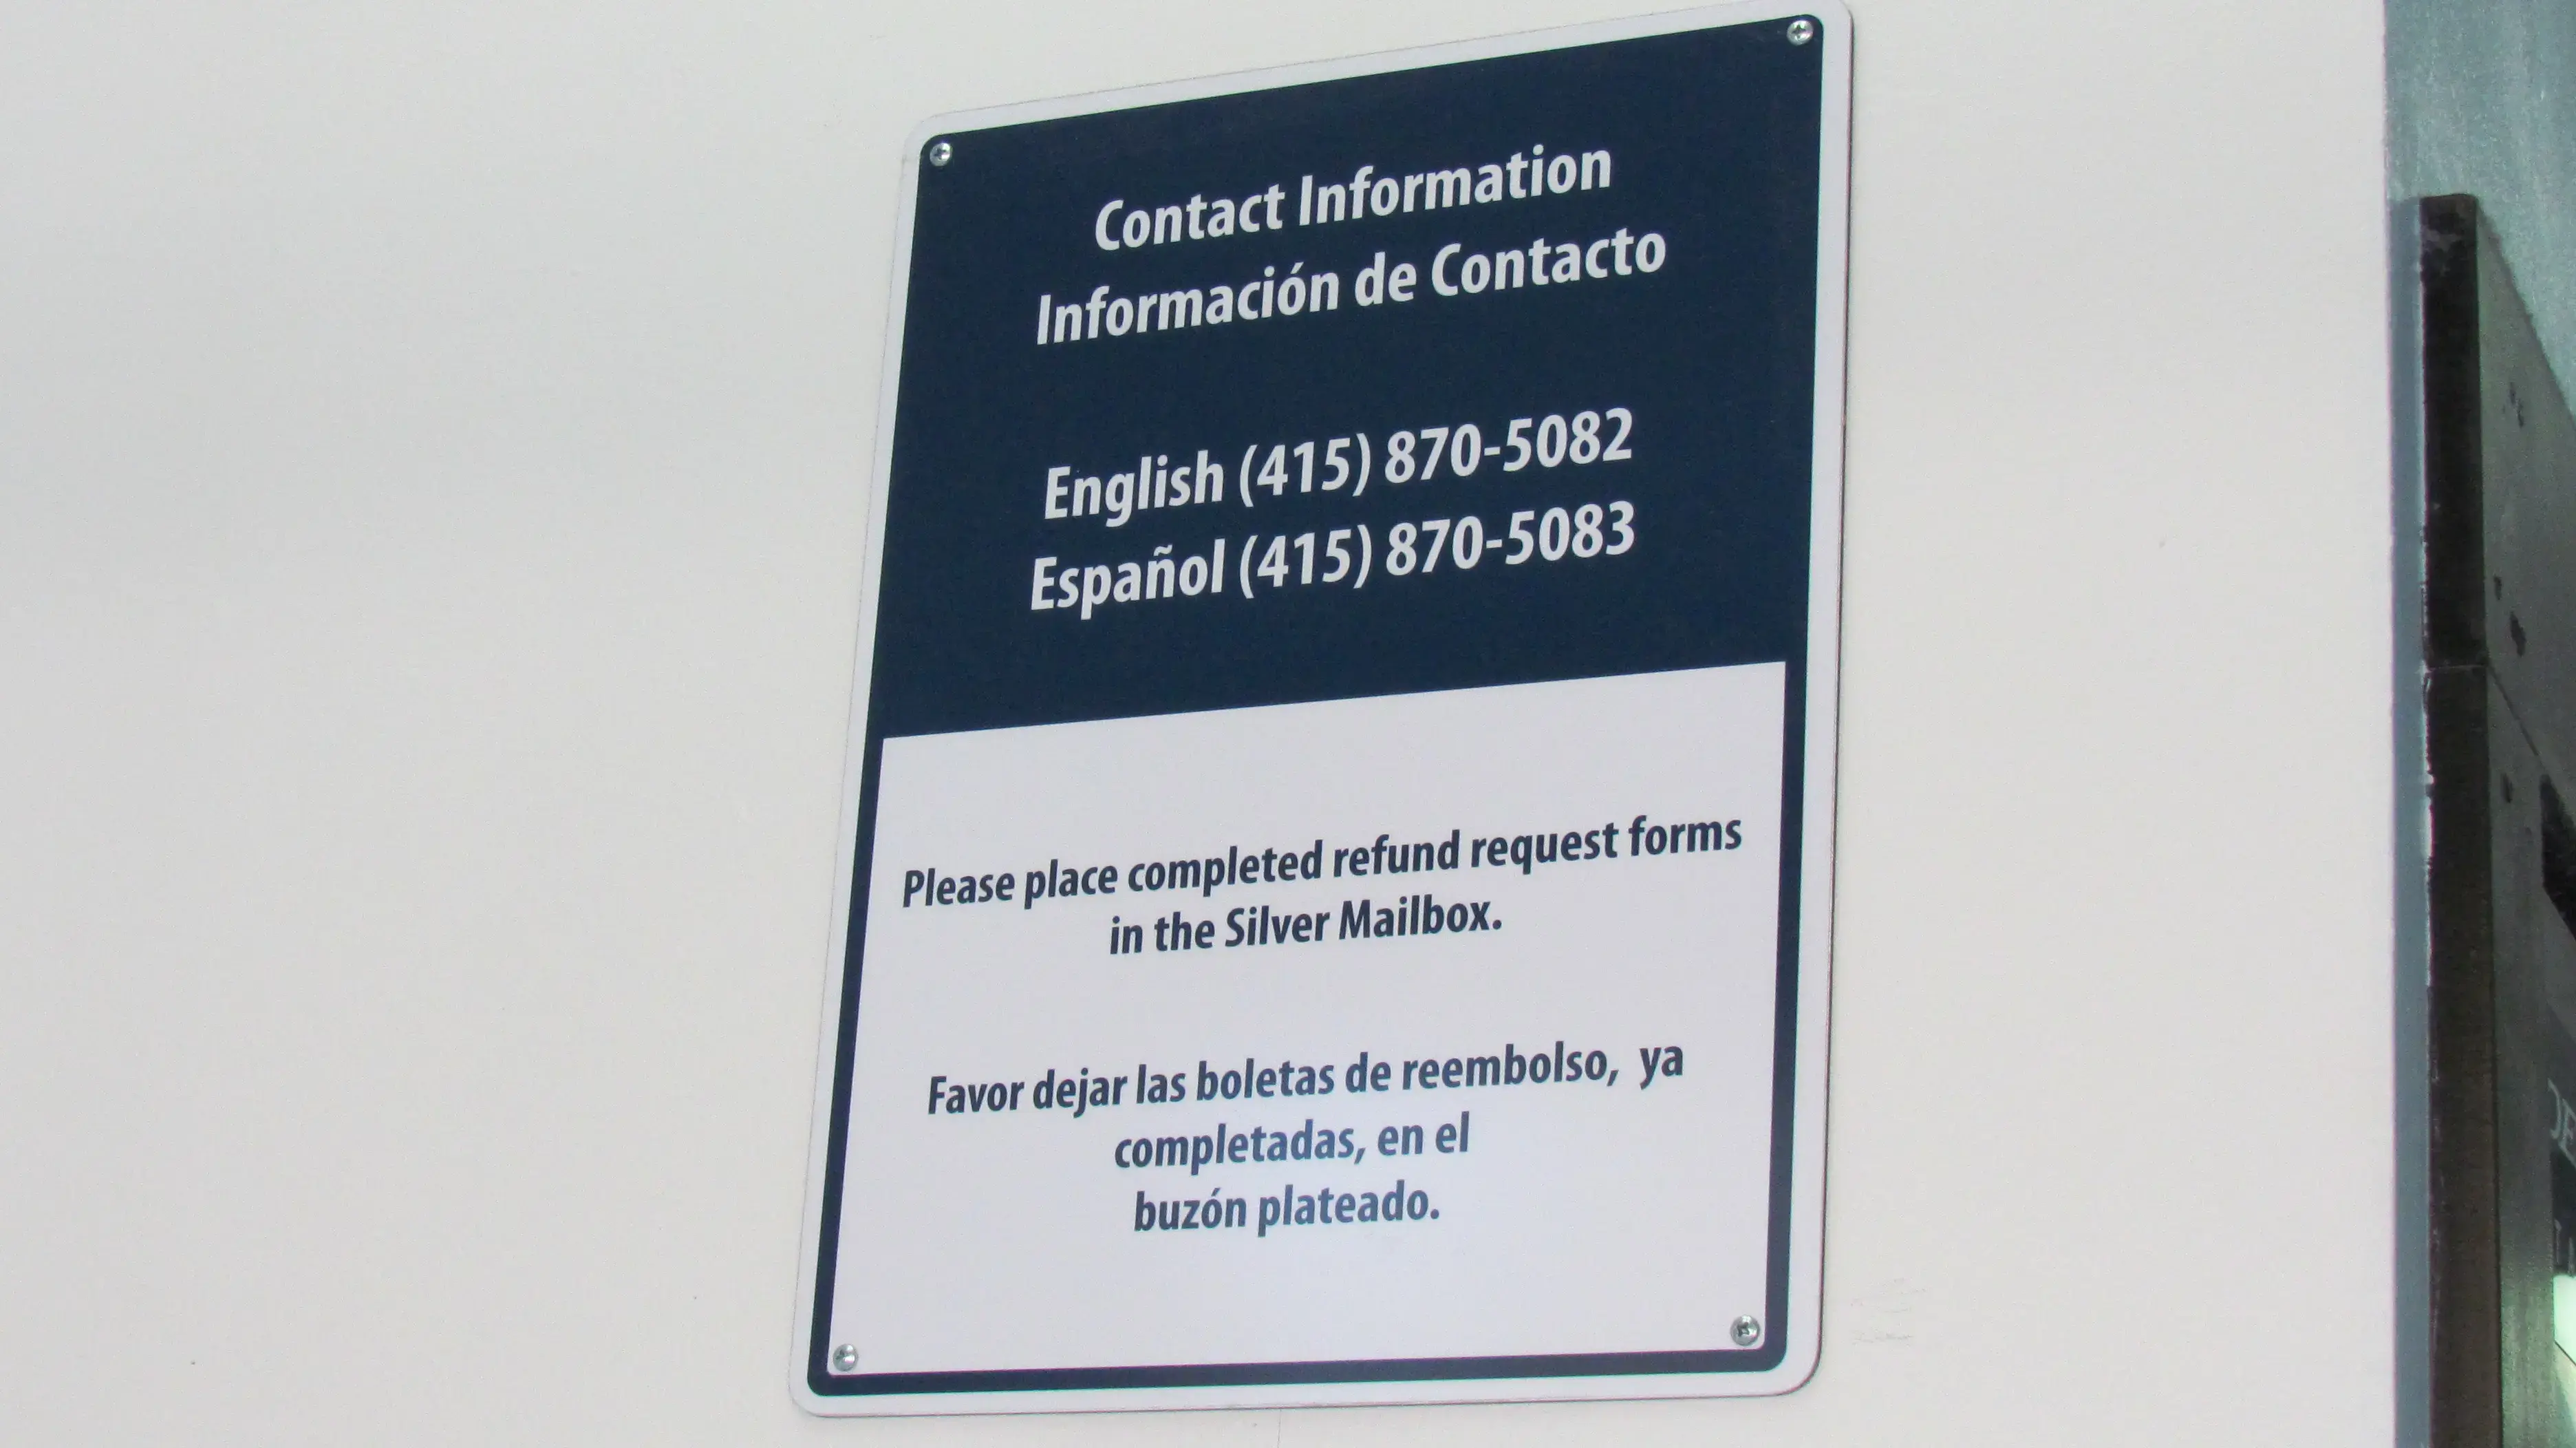 Contact Information
Información de Contacto
English (415) 870-5082
Español (415) 870-5083
Please place completed refund request forms
in the Silver Mailbox.
Favor dejar las boletas de reembolso, ya
completadas, en el
buzón plateado.